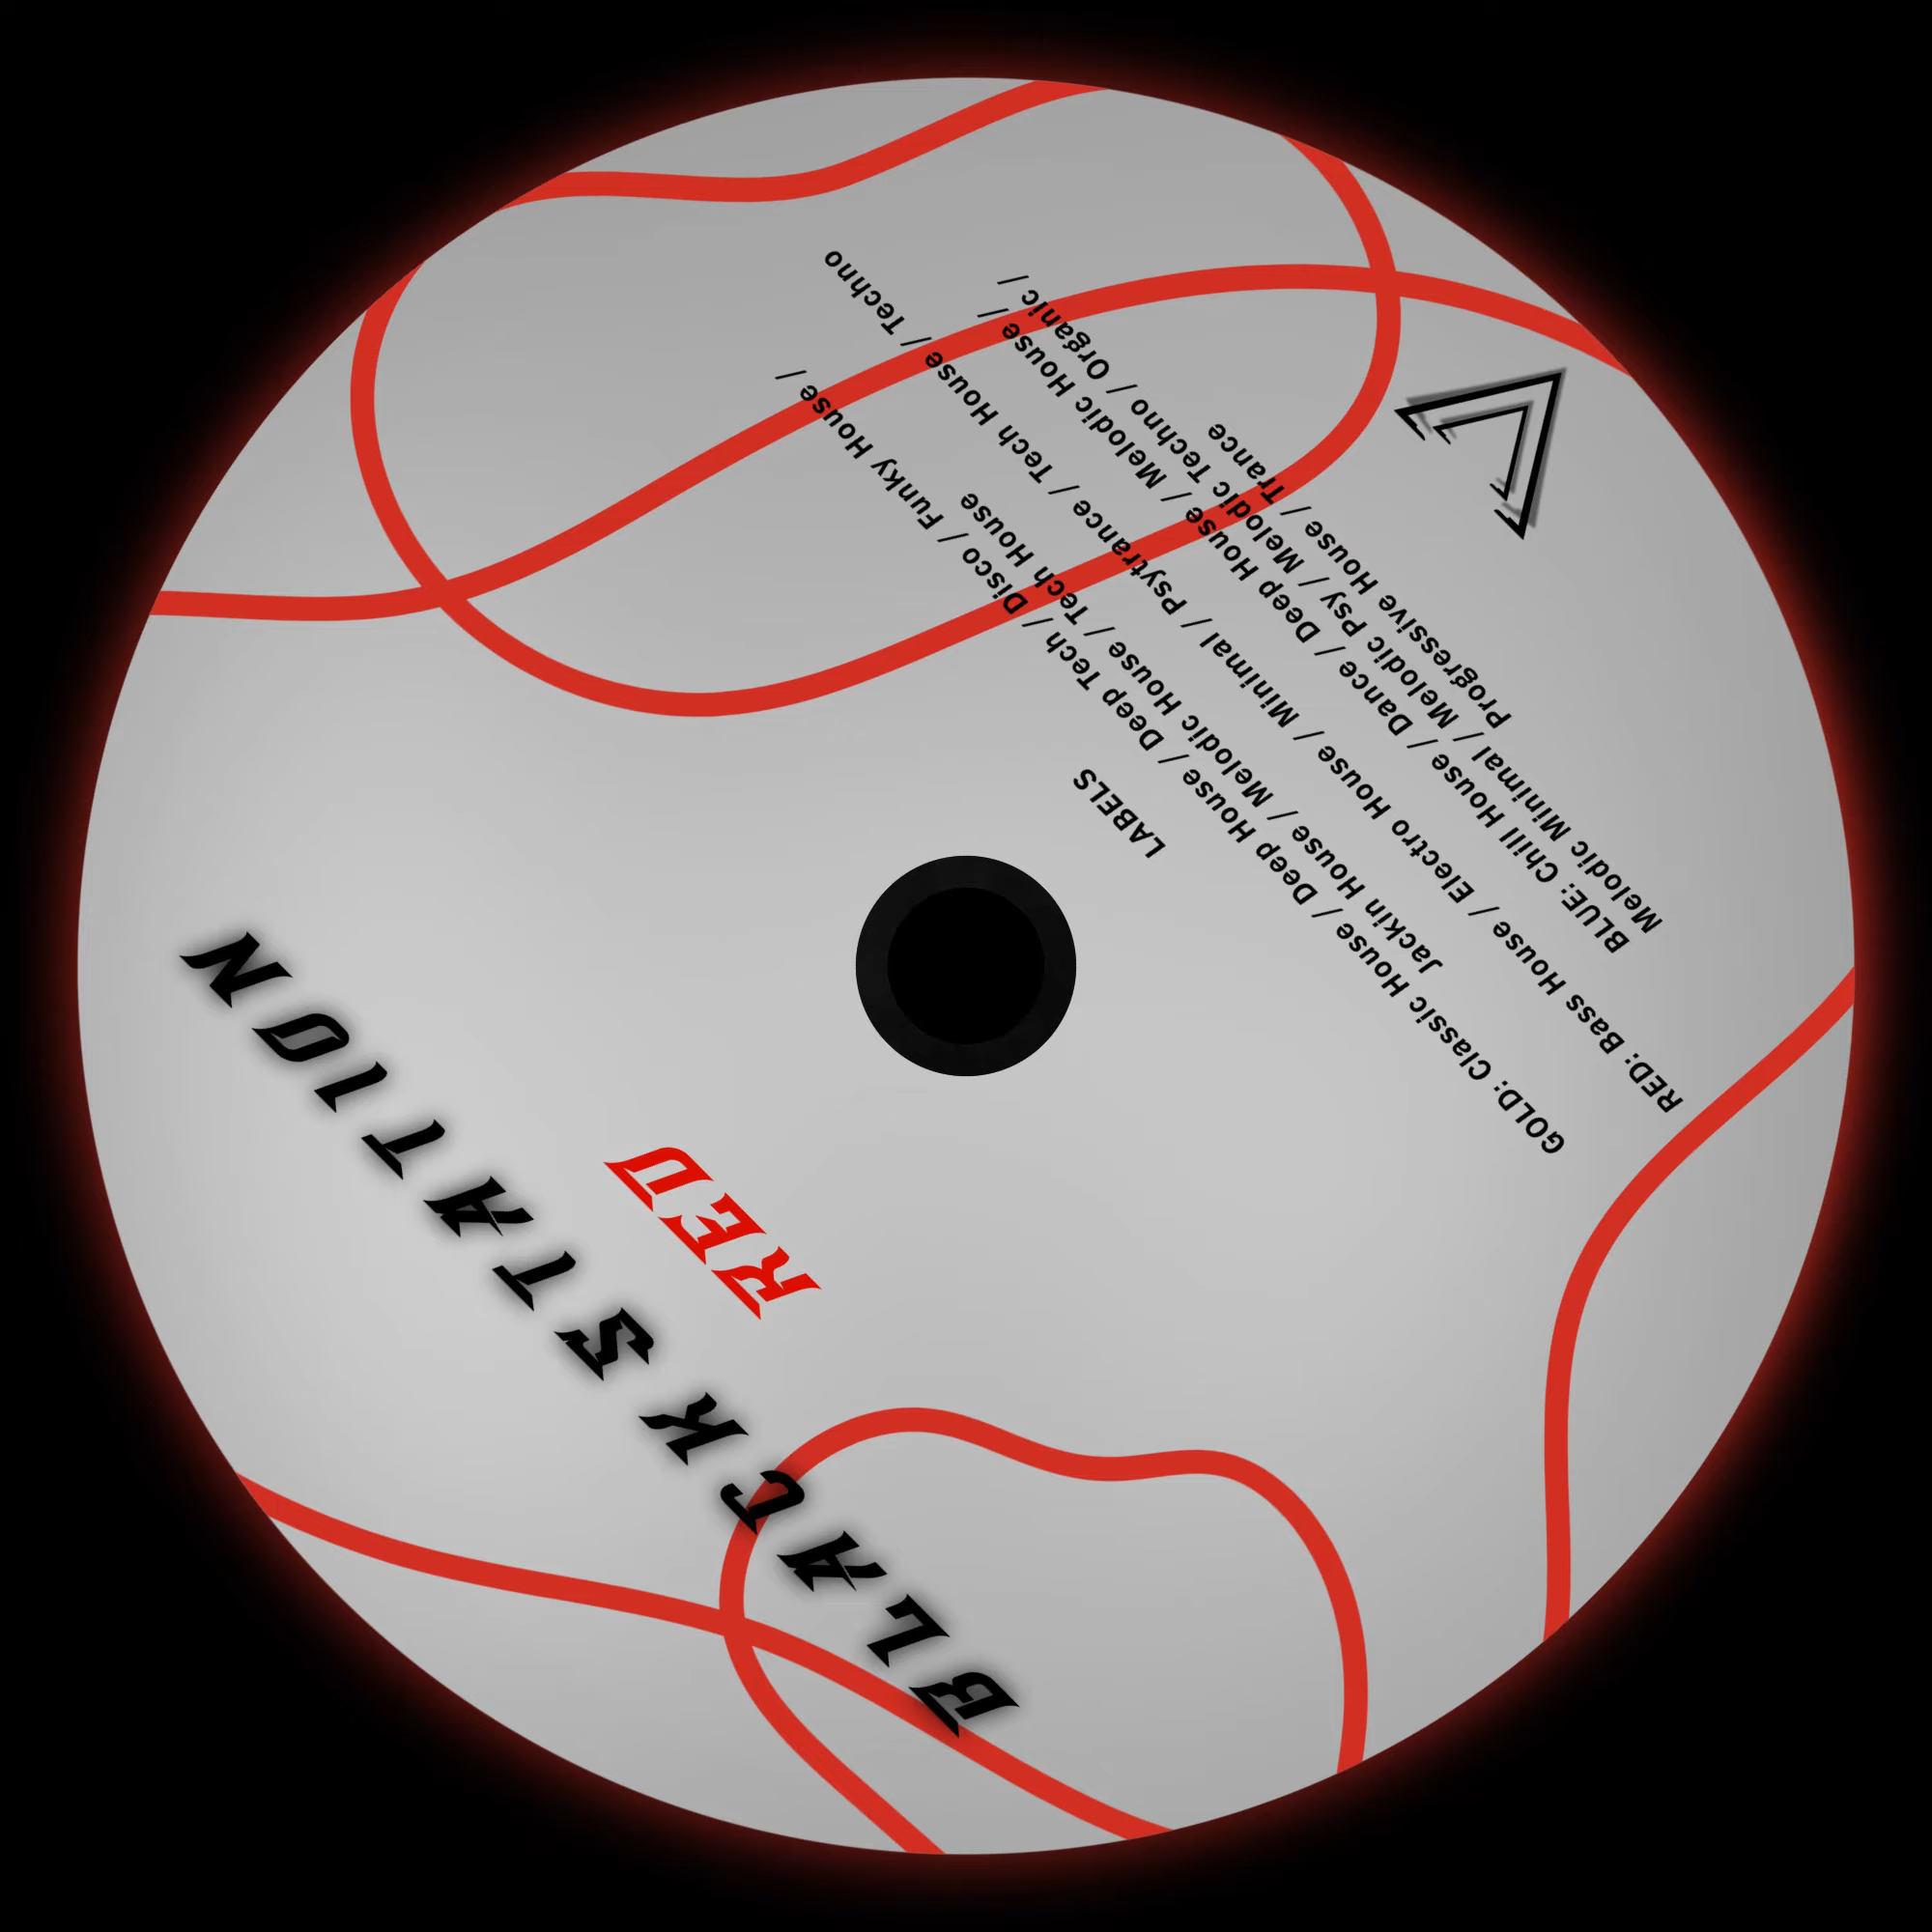 BLACKSTATION
RED
LABELS
GOLD: Classic House / Deep House / Deep Tech / Disco / Funky House /
Jackin House / Melodic House / Tech House
RED: Bass House / Electro House / Minimal / Psytrance / Tech House / Techno
BLUE: Chill House / Dance / Deep House / Melodic House /
Melodic Minimal / Melodic Psy / Melodic Techno / Organic /
Progressive House / Trance